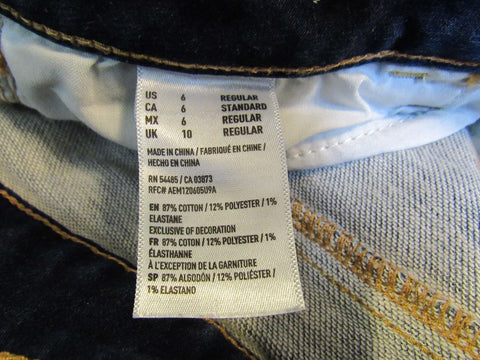 US 6 REGULAR
CA 6 STANDARD
MX 6 REGULAR
UK 10 REGULAR
MADE IN CHINA / FABRIQUÉ EN CHINE /
HECHO EN CHINA
RN 54485 / CA 03873
RFC# AEM120605U9A
EN 87% COTTON / 12% POLYESTER / 1%
ELASTANE
EXCLUSIVE OF DECORATION
FR 87% COTON / 12% POLYESTER / 1%
ÉLASTHANNE
À L'EXCEPTION DE LA GARNITURE
SP 87% ALGODÓN / 12% POLIÉSTER /
1% ELASTANO